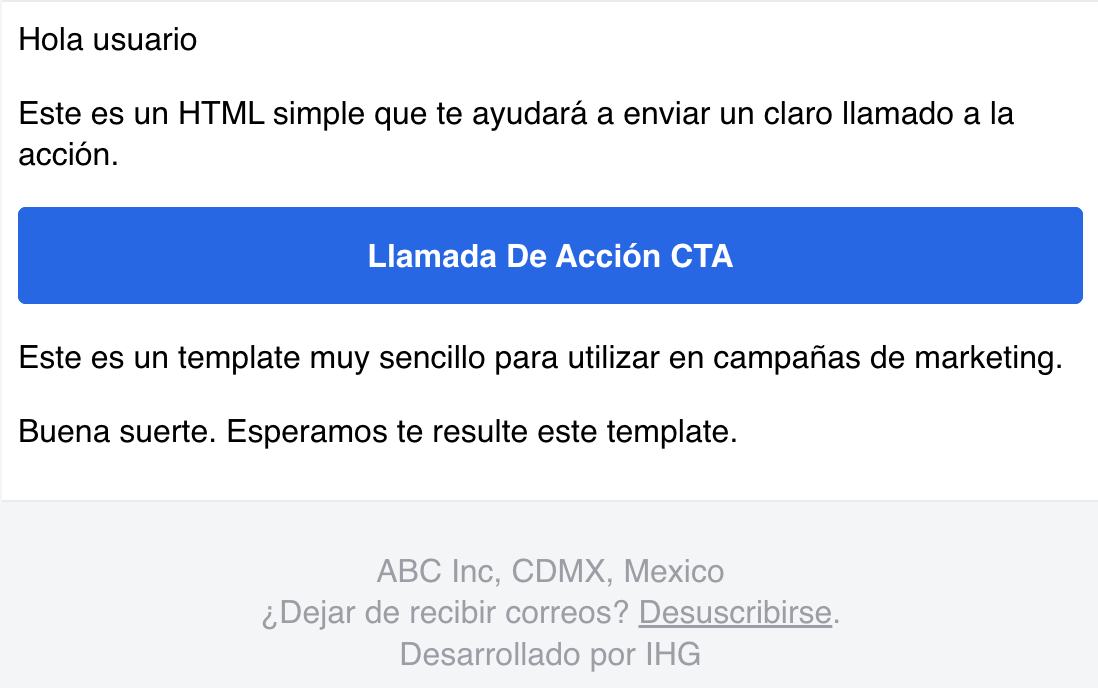 Hola usuario
Este es un HTML simple que te ayudará a enviar un claro llamado a la
acción.
Llamada De Acción CTA
Este es un template muy sencillo para utilizar en campañas de marketing.
Buena suerte. Esperamos te resulte este template.
ABC Inc, CDMX, Mexico
¿Dejar de recibir correos? Desuscribirse.
Desarrollado por IHG